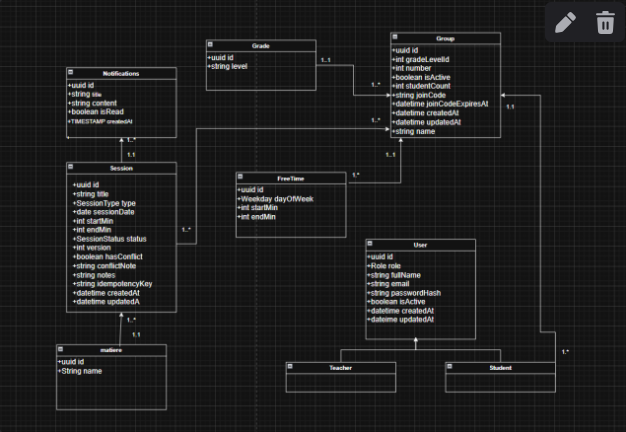 Group
+uuid id
+int gradeLevelId
+int number
+boolean isActive
+int studentCount
+string joinCode
+datetime joinCodeExpiresAt
+datetime createdAt
+datetime updatedAt
+string name
Grade
+uuid id
+string level
1..1
1..*
Notifications
+uuid id
+string title
+string content
+boolean isRead
+TIMESTAMP createdAt
1..*
1.1
1..*
1.1
Session
+uuid id
+string title
+SessionType type
+date sessionDate
+int startMin
+int endMin
+SessionStatus status
+int version
+boolean hasConflict
+string conflictNote
+string notes
+string idempotencyKey
+datetime createdAt
+datetime updatedA
1..*
FreeTime
+uuid id
+Weekday dayOfWeek
+int startMin
+int endMin
1..1
1.*
User
+uuid id
+Role role
+string fullName
+string email
+string passwordHash
+boolean isActive
+datetime createdAt
+dateime updatedAt
1..*
1.1
matiere
+uuid id
+String name
Teacher
Student
1.*